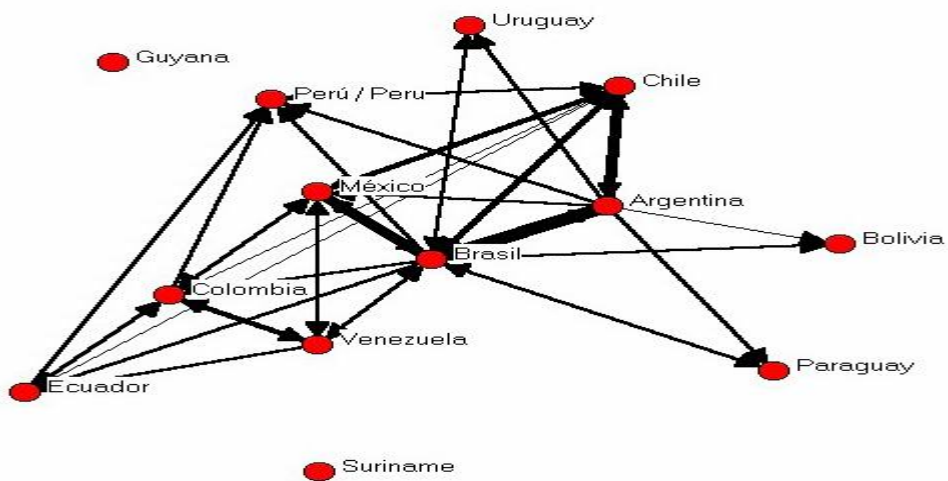 Uruguay
Guyana
Chile
Perú / Peru
México
Argentina
Bolivia
Brasil
Colombia
Venezuela
Paraguay
Ecuador
Suriname